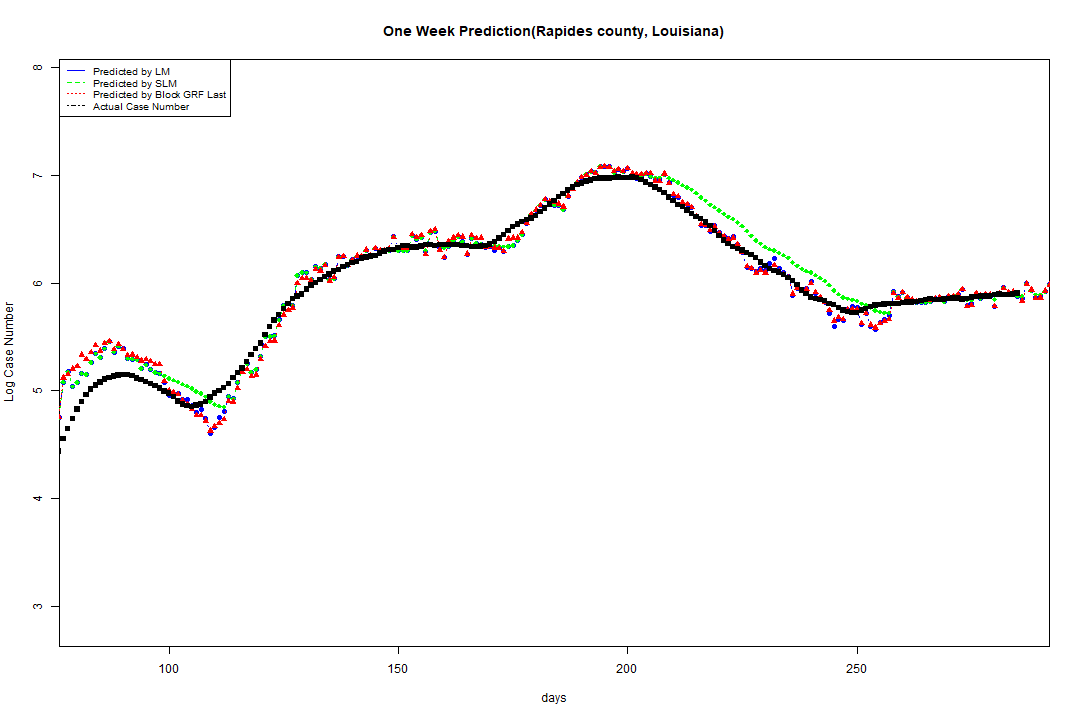 One Week Prediction(Rapides county, Louisiana)
Predicted by LM
Predicted by SLM
Predicted by Block GRF Last
Actual Case Number
8
7
6
5
4
3
Log Case Number
100 150 200 250
days